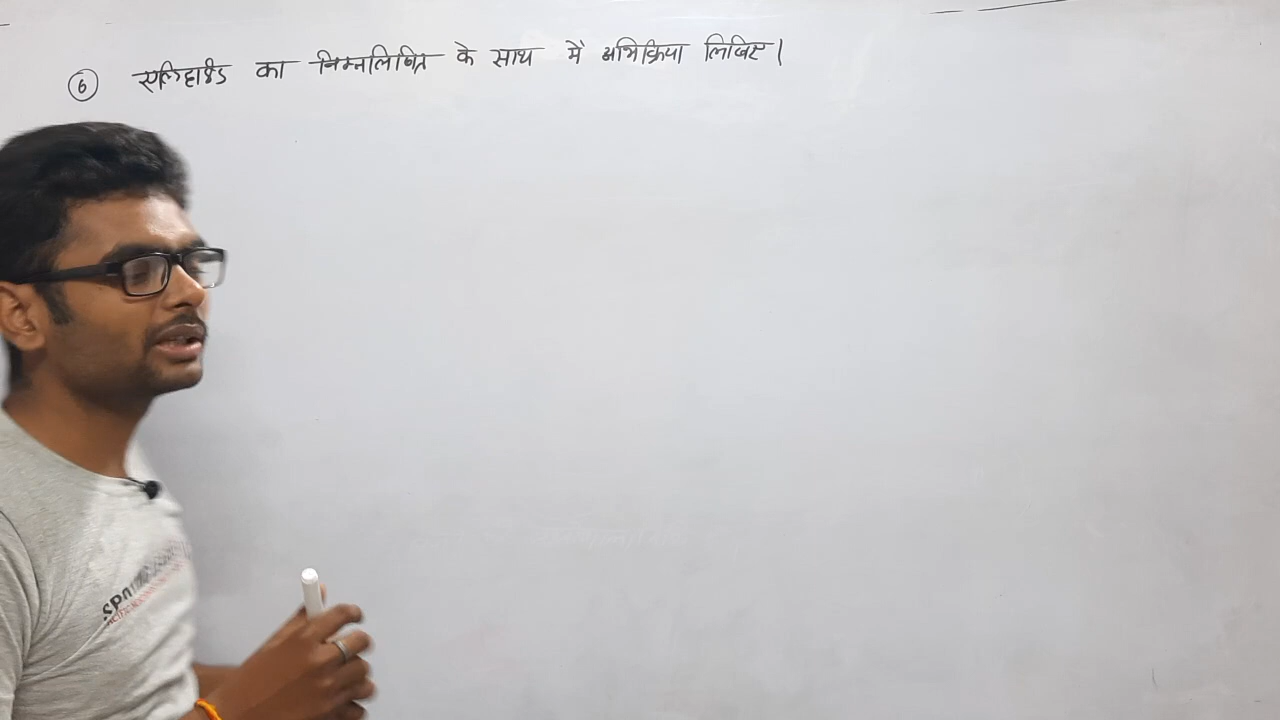 ⑥ एल्डिहाइड का निम्नलिखित के साथ में अभिक्रिया लिखिए।